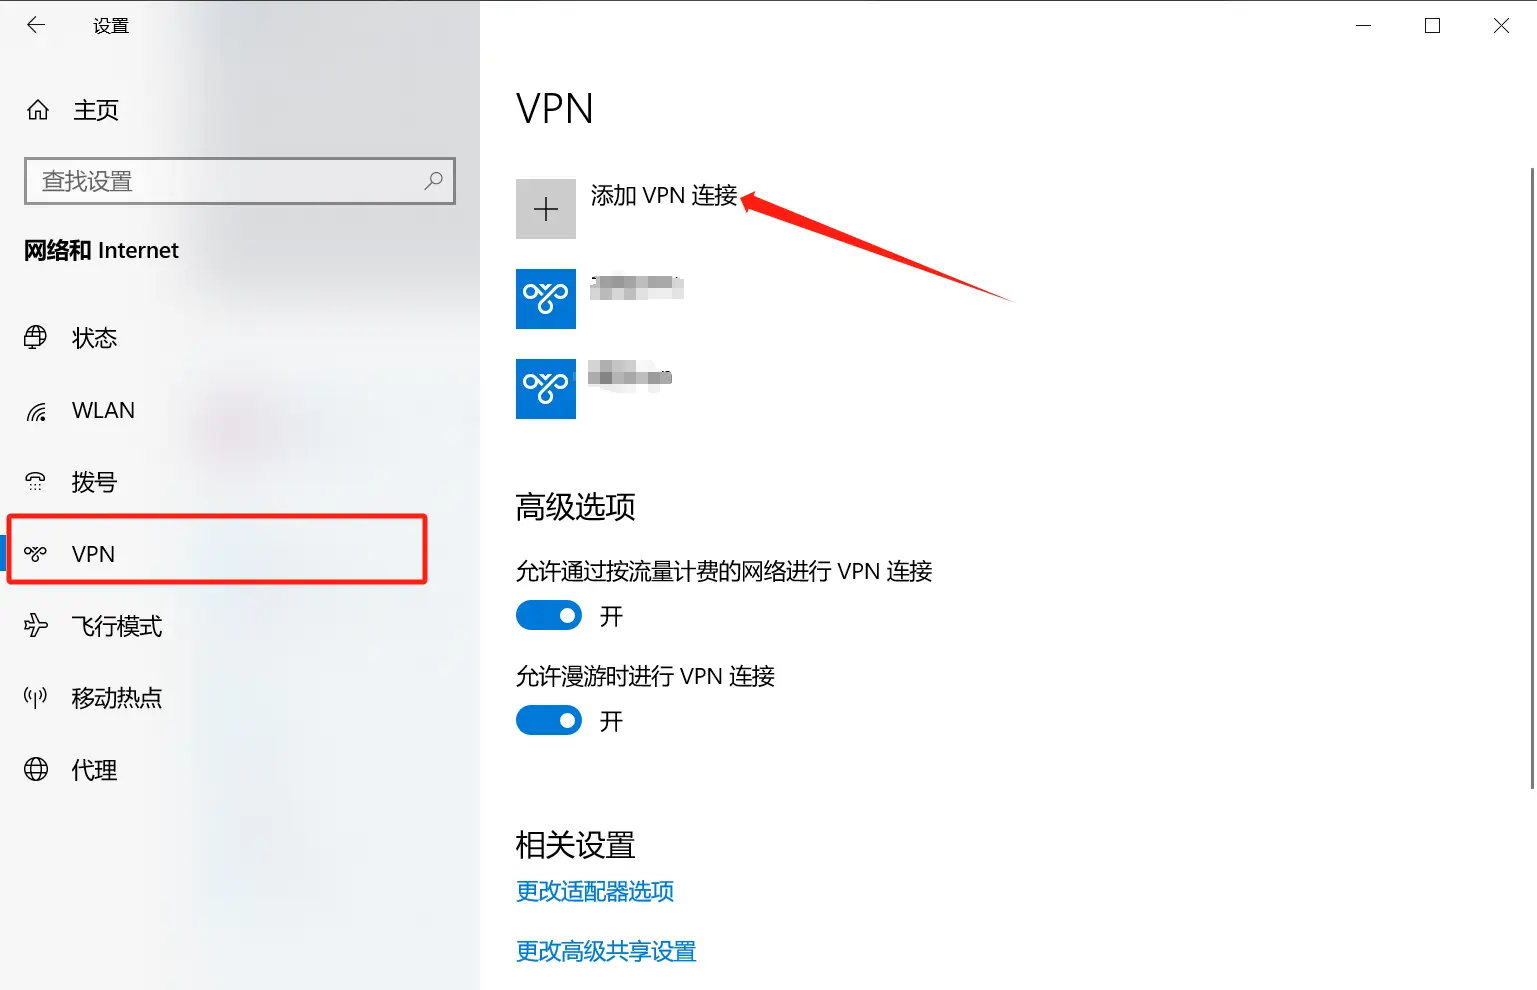 设置
主页
查找设置
网络和 Internet
状态
WLAN
拨号
VPN
飞行模式
移动热点
代理
VPN
添加 VPN 连接
高级选项
允许通过按流量计费的网络进行 VPN 连接
开
允许漫游时进行 VPN 连接
开
相关设置
更改适配器选项
更改高级共享设置